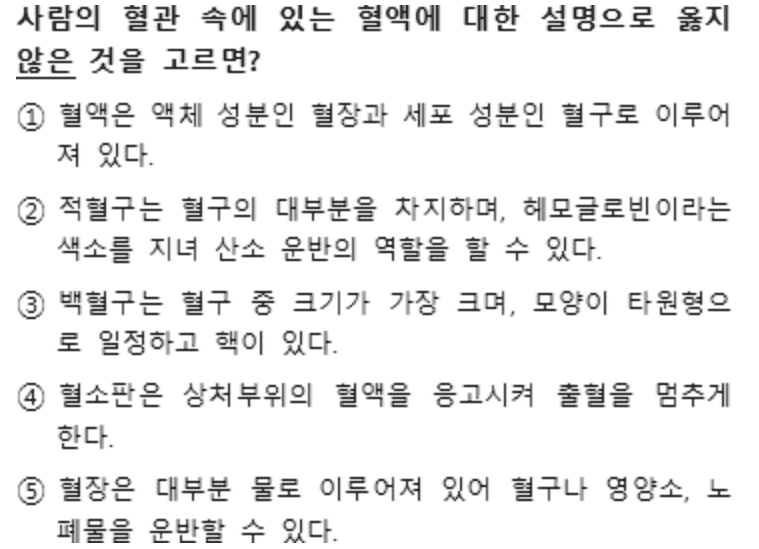 사람의 혈관 속에 있는 혈액에 대한 설명으로 옳지
않은 것을 고르면?
① 혈액은 액체 성분인 혈장과 세포 성분인 혈구로 이루어
져 있다.
② 적혈구는 혈구의 대부분을 차지하며, 헤모글로빈이라는
색소를 지녀 산소 운반의 역할을 할 수 있다.
③ 백혈구는 혈구 중 크기가 가장 크며, 모양이 타원형으
로 일정하고 핵이 있다.
④ 혈소판은 상처부위의 혈액을 응고시켜 출혈을 멈추게
한다.
⑤ 혈장은 대부분 물로 이루어져 있어 혈구나 영양소, 노
폐물을 운반할 수 있다.